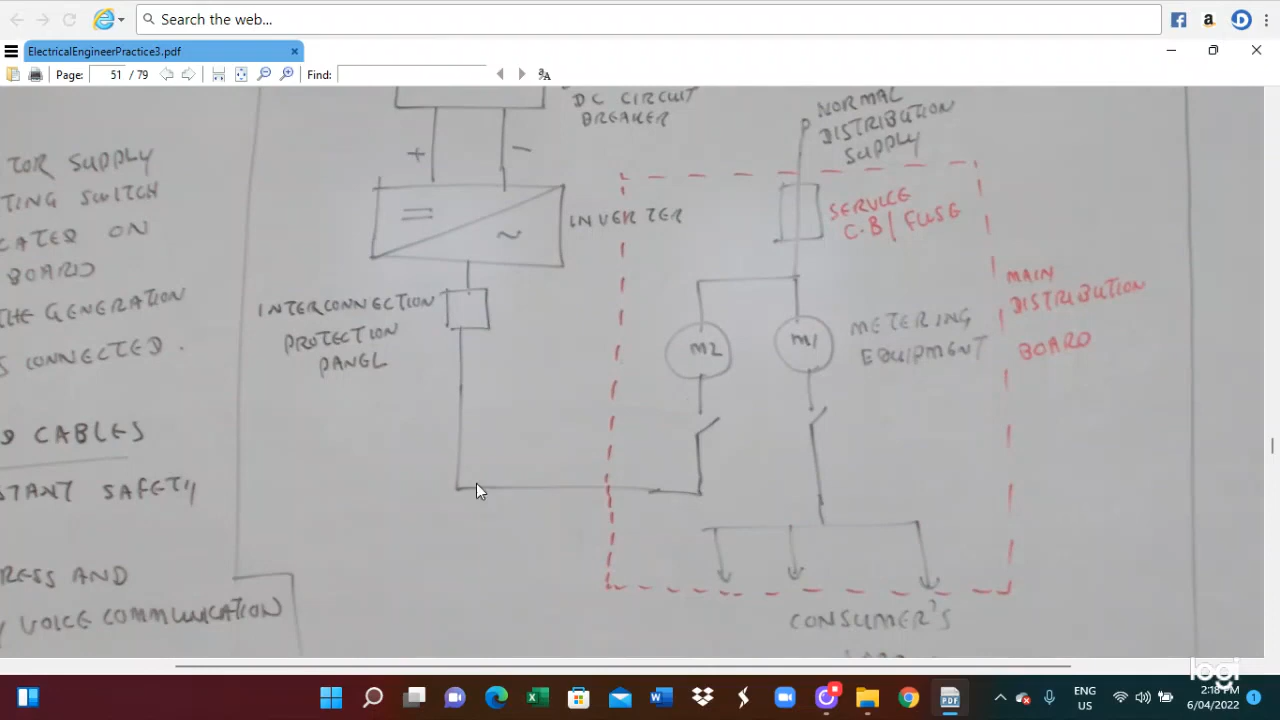 Search the web...
ElectricalEngineerPractice3.pdf
Page: 51 / 79
Find:
TOR SUPPLY
TING SWITCH
CATED ON
BOARD
THE GENERATION
S CONNECTED.
CABLES
STANT SAFETY
RESS AND
VOICE COMMUNICATION
DC CIRCUIT
BREAKER
+
−
=
~
INVERTER
INTERCONNECTION
PROTECTION
PANEL
NORMAL
DISTRIBUTION
SUPPLY
SERVICE
C.B/FUSE
M2
M1
METERING
EQUIPMENT
MAIN
DISTRIBUTION
BOARD
CONSUMER'S
logi
ENG
US
2:18 PM
6/04/2022